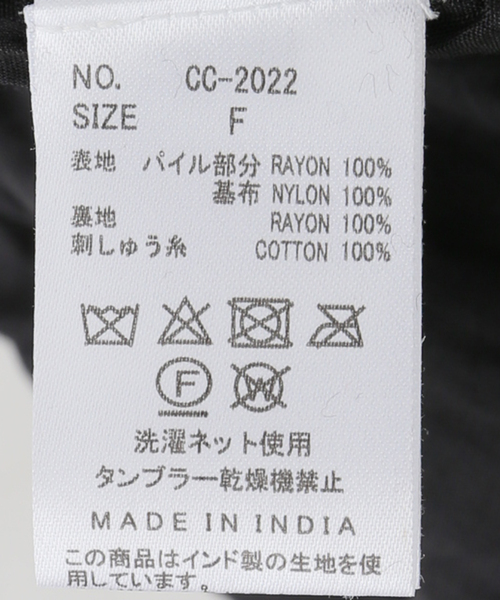 NO. CC-2022
SIZE F
表地 パイル部分 RAYON 100%
基布 NYLON 100%
裏地 RAYON 100%
刺しゅう糸 COTTON 100%
F
W
洗濯ネット使用
タンブラー乾燥機禁止
MADE IN INDIA
この商品はインド製の生地を使
用しています。